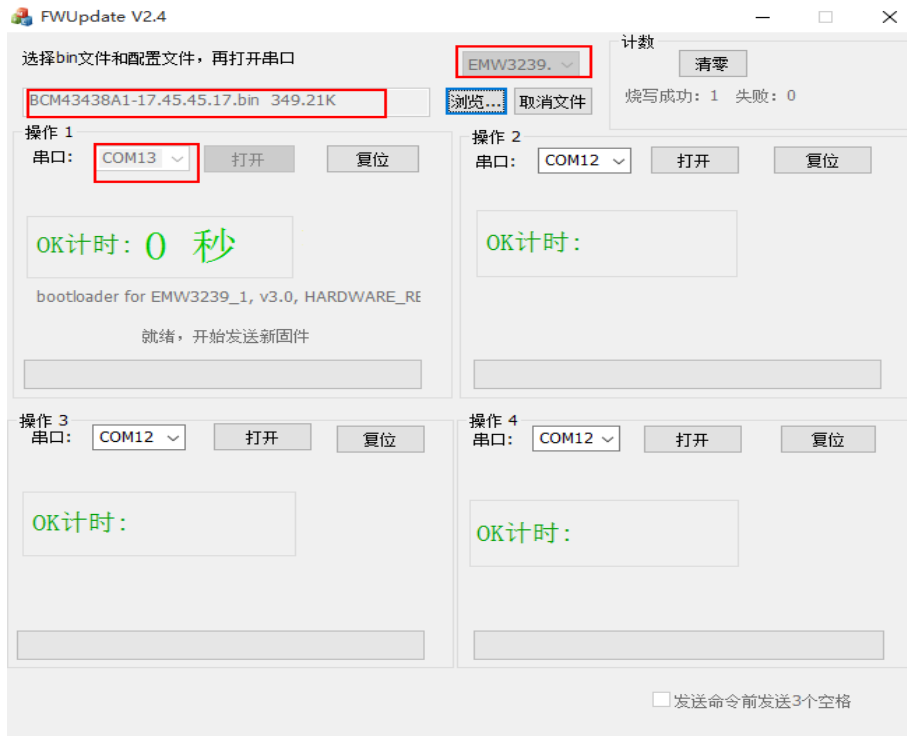 FWUpdate V2.4
选择bin文件和配置文件，再打开串口
EMW3239.
计数
清零
BCM43438A1-17.45.45.17.bin 349.21K
浏览...
取消文件
烧写成功: 1 失败: 0
操作 1
串口: COM13 打开 复位
OK计时: 0 秒
bootloader for EMW3239_1, v3.0, HARDWARE_RE
就绪，开始发送新固件
操作 2
串口: COM12 打开 复位
OK计时:
操作 3
串口: COM12 打开 复位
OK计时:
操作 4
串口: COM12 打开 复位
OK计时:
发送命令前发送3个空格